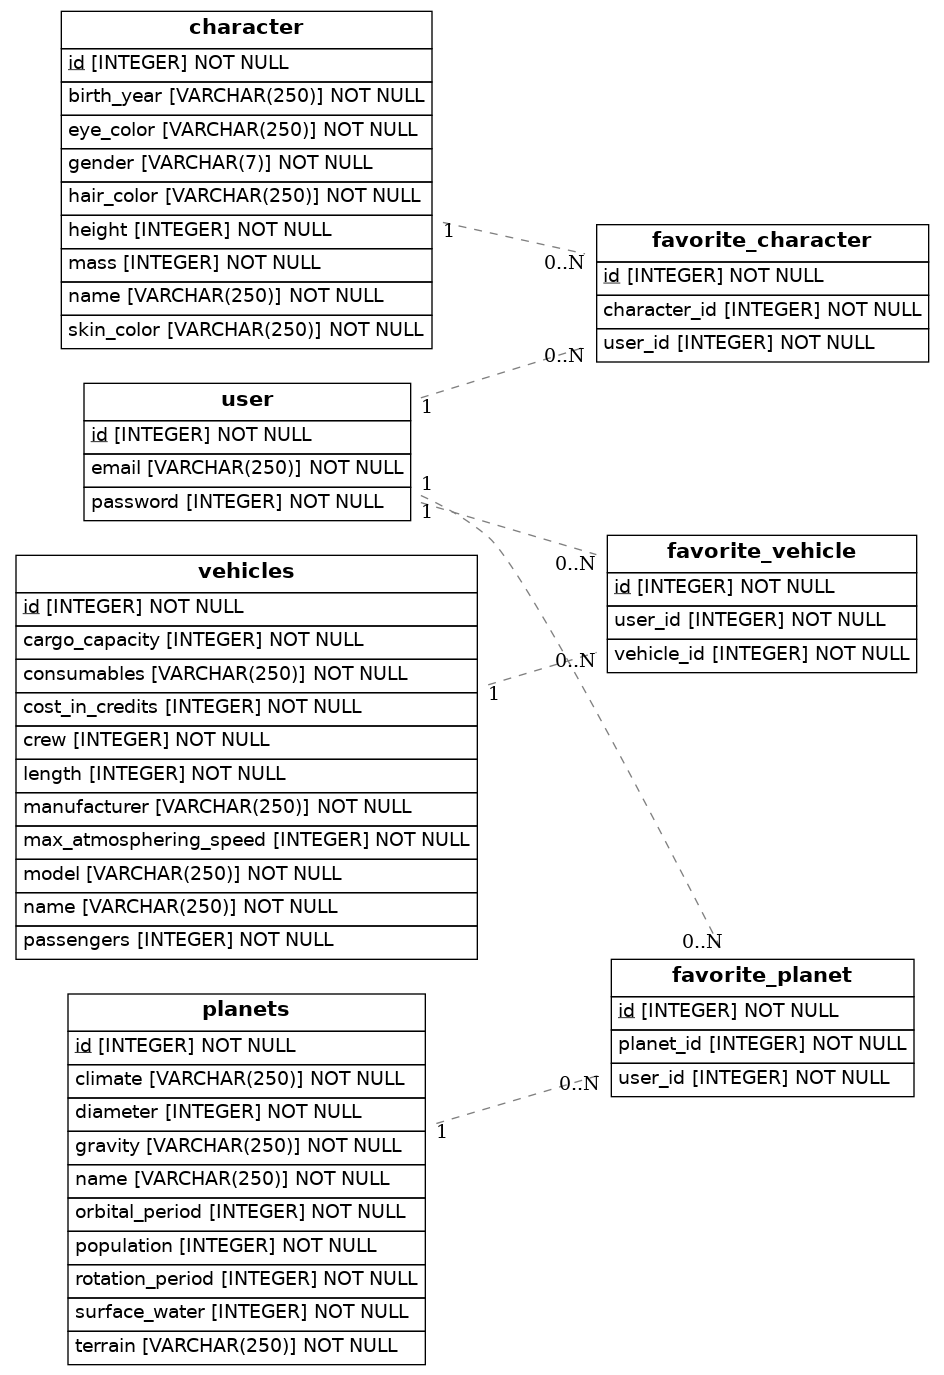 character
id [INTEGER] NOT NULL
birth_year [VARCHAR(250)] NOT NULL
eye_color [VARCHAR(250)] NOT NULL
gender [VARCHAR(7)] NOT NULL
hair_color [VARCHAR(250)] NOT NULL
height [INTEGER] NOT NULL
mass [INTEGER] NOT NULL
name [VARCHAR(250)] NOT NULL
skin_color [VARCHAR(250)] NOT NULL
1
0..N
favorite_character
id [INTEGER] NOT NULL
character_id [INTEGER] NOT NULL
user_id [INTEGER] NOT NULL
0..N
1
user
id [INTEGER] NOT NULL
email [VARCHAR(250)] NOT NULL
password [INTEGER] NOT NULL
1
1
0..N
favorite_vehicle
id [INTEGER] NOT NULL
user_id [INTEGER] NOT NULL
vehicle_id [INTEGER] NOT NULL
0..N
1
vehicles
id [INTEGER] NOT NULL
cargo_capacity [INTEGER] NOT NULL
consumables [VARCHAR(250)] NOT NULL
cost_in_credits [INTEGER] NOT NULL
crew [INTEGER] NOT NULL
length [INTEGER] NOT NULL
manufacturer [VARCHAR(250)] NOT NULL
max_atmosphering_speed [INTEGER] NOT NULL
model [VARCHAR(250)] NOT NULL
name [VARCHAR(250)] NOT NULL
passengers [INTEGER] NOT NULL
0..N
favorite_planet
id [INTEGER] NOT NULL
planet_id [INTEGER] NOT NULL
user_id [INTEGER] NOT NULL
0..N
1
planets
id [INTEGER] NOT NULL
climate [VARCHAR(250)] NOT NULL
diameter [INTEGER] NOT NULL
gravity [VARCHAR(250)] NOT NULL
name [VARCHAR(250)] NOT NULL
orbital_period [INTEGER] NOT NULL
population [INTEGER] NOT NULL
rotation_period [INTEGER] NOT NULL
surface_water [INTEGER] NOT NULL
terrain [VARCHAR(250)] NOT NULL